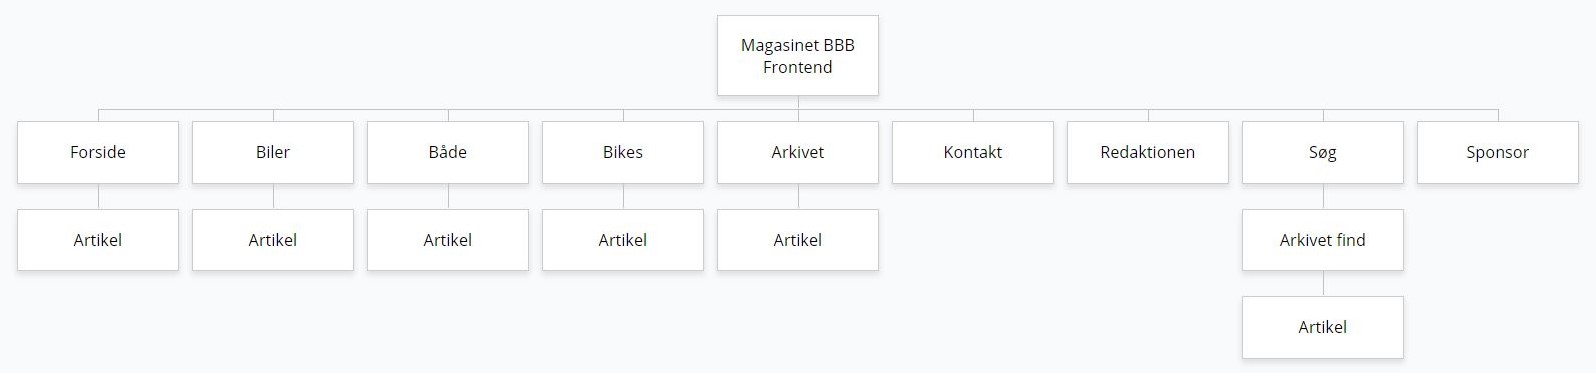 Magasinet BBB
Frontend
Forside
Biler
Både
Bikes
Arkivet
Kontakt
Redaktionen
Søg
Sponsor
Artikel
Artikel
Artikel
Artikel
Artikel
Arkivet find
Artikel